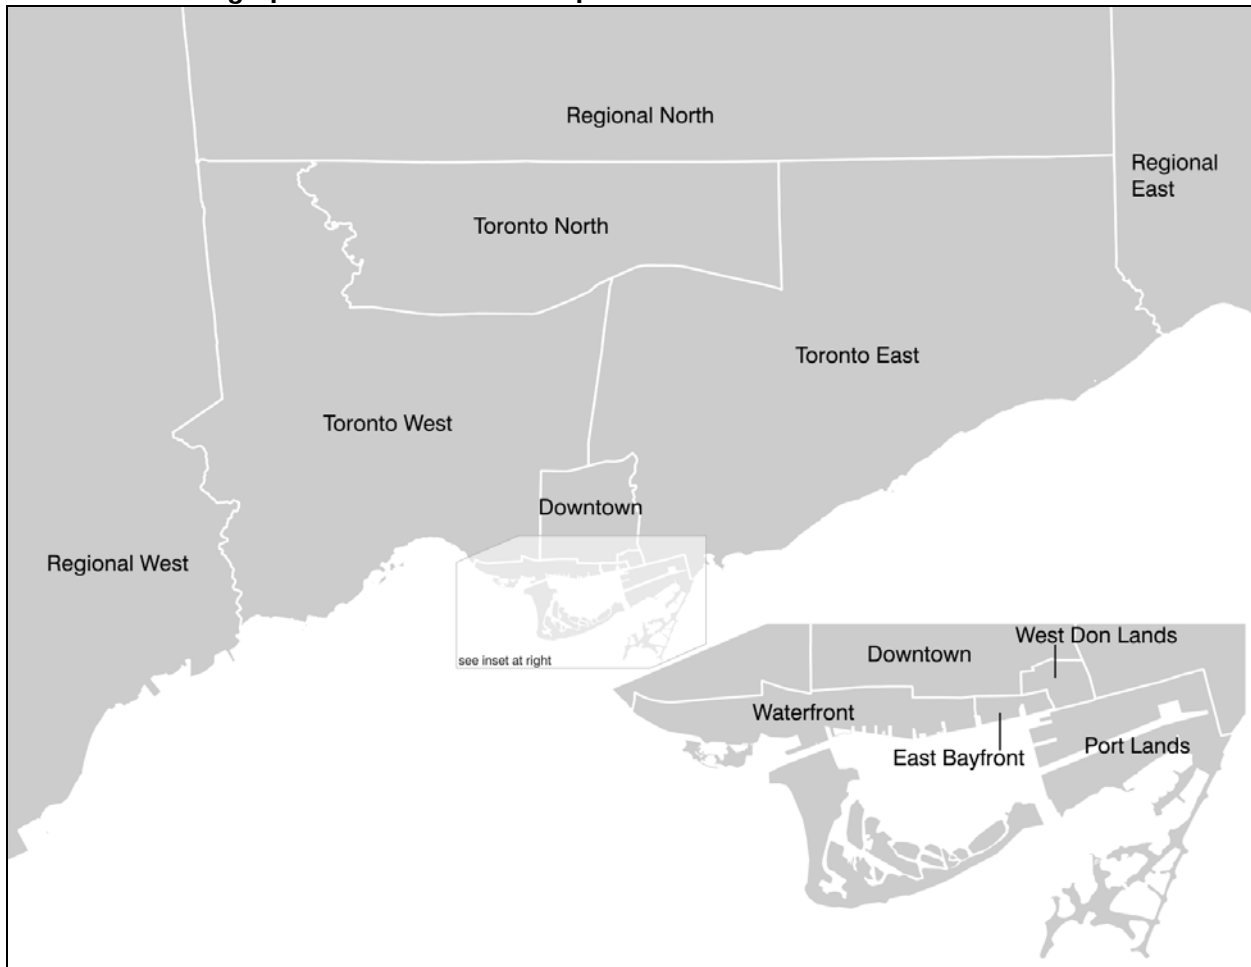 Regional North
Regional
East
Toronto North
Toronto East
Toronto West
Downtown
Regional West
see inset at right
West Don Lands
Downtown
Waterfront
East Bayfront
Port Lands